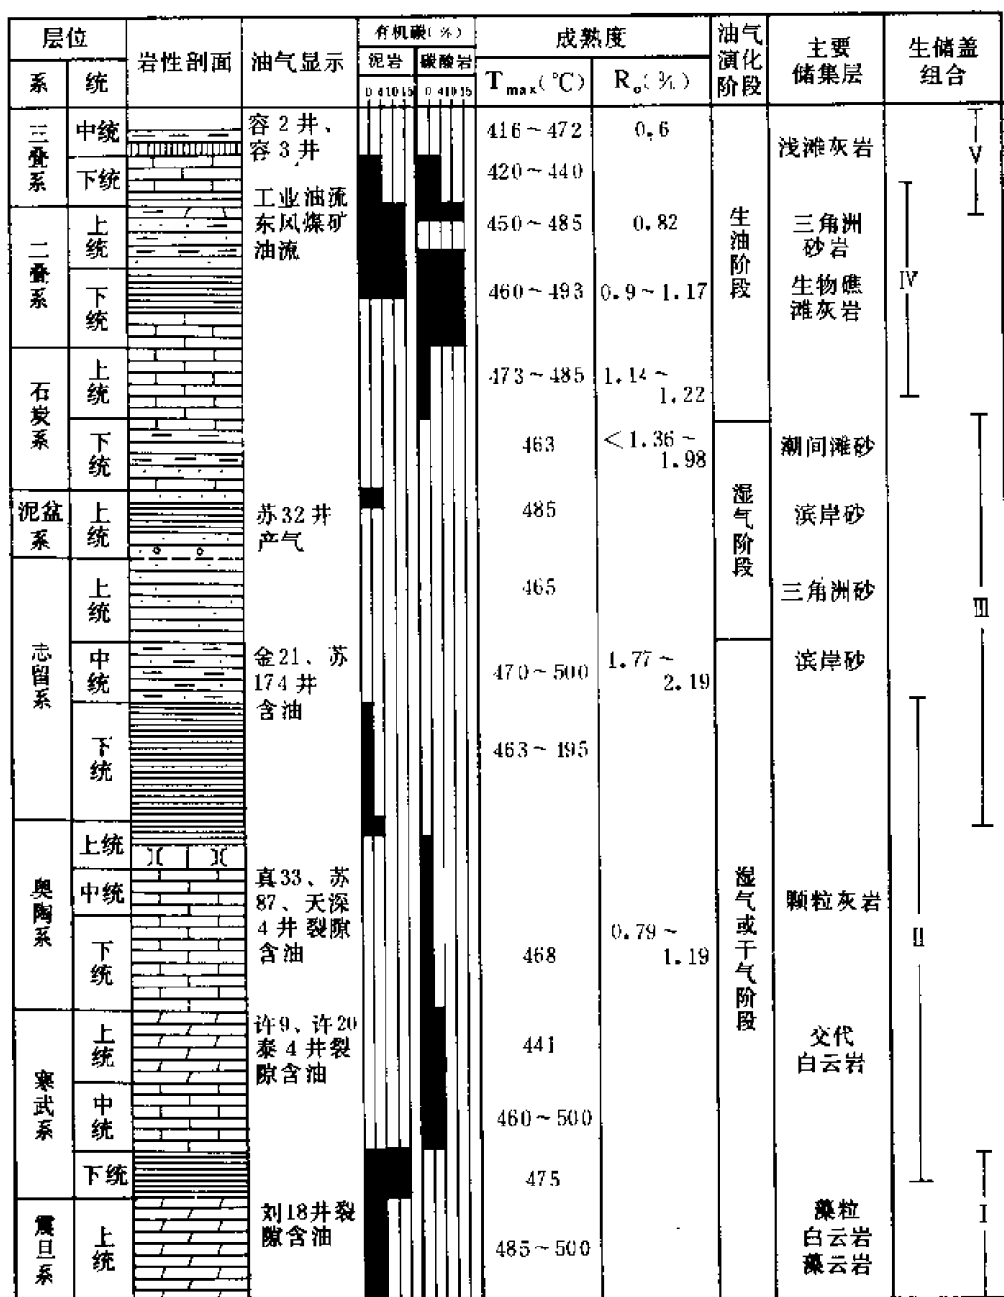 层位
岩性剖面
油气显示
有机碳(%)
成熟度
油气
演化
阶段
主要
储集层
生储盖
组合
系
统
泥岩
碳酸岩
Tmax(℃)
Ro(%)
0 4 10 15
0 4 10 15
三叠系
中统
容2井、
容3井
416~472
0.6
浅滩灰岩
V
下统
工业油流
420~440
二叠系
上统
东风煤矿
油流
450~485
0.82
生油阶段
三角洲
砂岩
下统
460~493
0.9~1.17
生物礁
滩灰岩
IV
石炭系
上统
473~485
1.14~
1.22
下统
463
<1.36~
1.98
潮间滩砂
泥盆系
上统
苏32井
产气
485
湿气阶段
滨岸砂
志留系
上统
465
三角洲砂
III
中统
金21、苏
174井
含油
470~500
1.77~
2.19
滨岸砂
下统
463~195
奥陶系
上统
中统
真33、苏
87、天深
4井裂隙
含油
湿气或干气阶段
颗粒灰岩
II
下统
468
0.79~
1.19
寒武系
上统
许9、许20
泰4井裂
隙含油
441
交代
白云岩
中统
460~500
下统
475
震旦系
上统
刘18井裂
隙含油
485~500
藻粒
白云岩
藻云岩
I